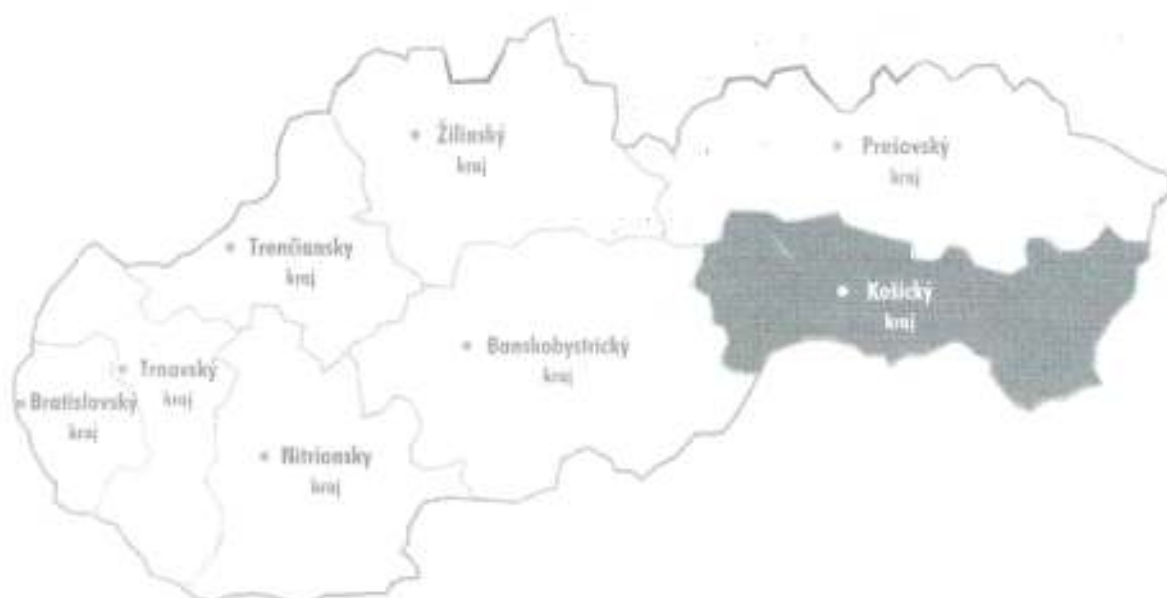 Žilinský
kraj
Prešovský
kraj
Trenčiansky
kraj
Košický
kraj
Banskobystrický
kraj
Trnavský
kraj
Bratislavský
kraj
Nitriansky
kraj